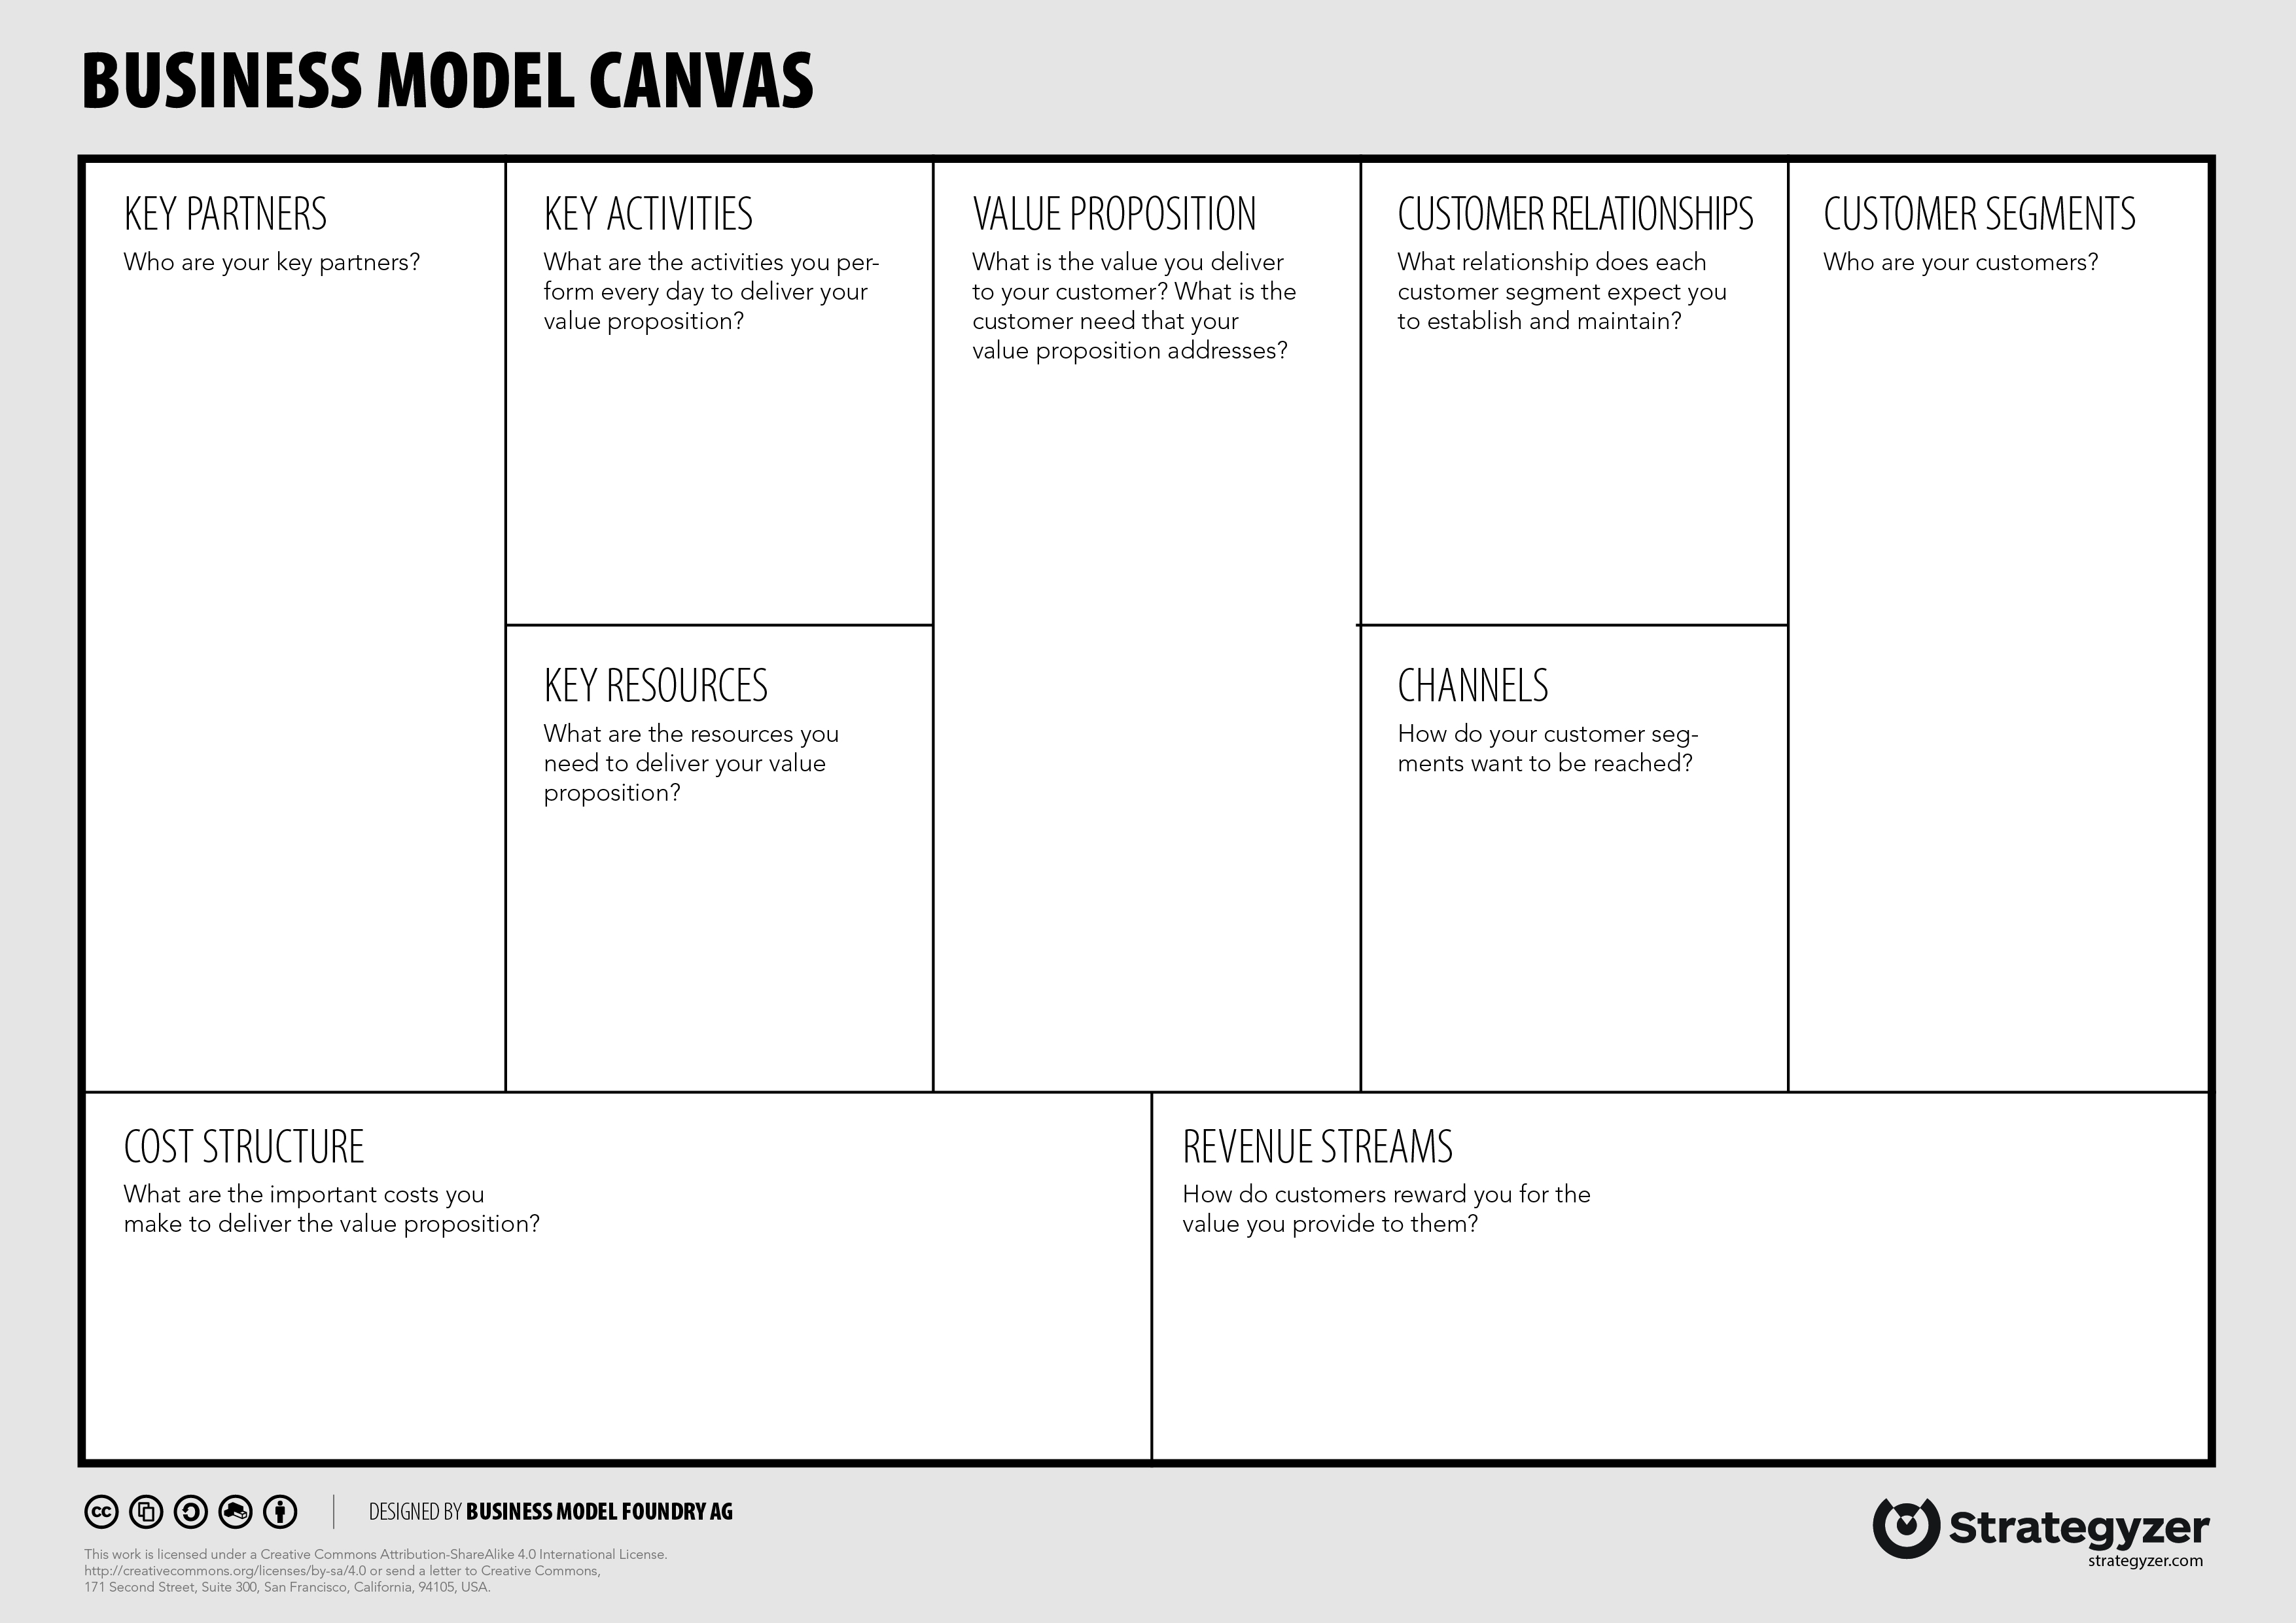 BUSINESS MODEL CANVAS
KEY PARTNERS
Who are your key partners?
KEY ACTIVITIES
What are the activities you per-
form every day to deliver your
value proposition?
KEY RESOURCES
What are the resources you
need to deliver your value
proposition?
VALUE PROPOSITION
What is the value you deliver
to your customer? What is the
customer need that your
value proposition addresses?
CUSTOMER RELATIONSHIPS
What relationship does each
customer segment expect you
to establish and maintain?
CHANNELS
How do your customer seg-
ments want to be reached?
CUSTOMER SEGMENTS
Who are your customers?
COST STRUCTURE
What are the important costs you
make to deliver the value proposition?
REVENUE STREAMS
How do customers reward you for the
value you provide to them?
cc
DESIGNED BY BUSINESS MODEL FOUNDRY AG
This work is licensed under a Creative Commons Attribution-ShareAlike 4.0 International License.
http://creativecommons.org/licenses/by-sa/4.0 or send a letter to Creative Commons,
171 Second Street, Suite 300, San Francisco, California, 94105, USA.
Strategyzer
strategyzer.com